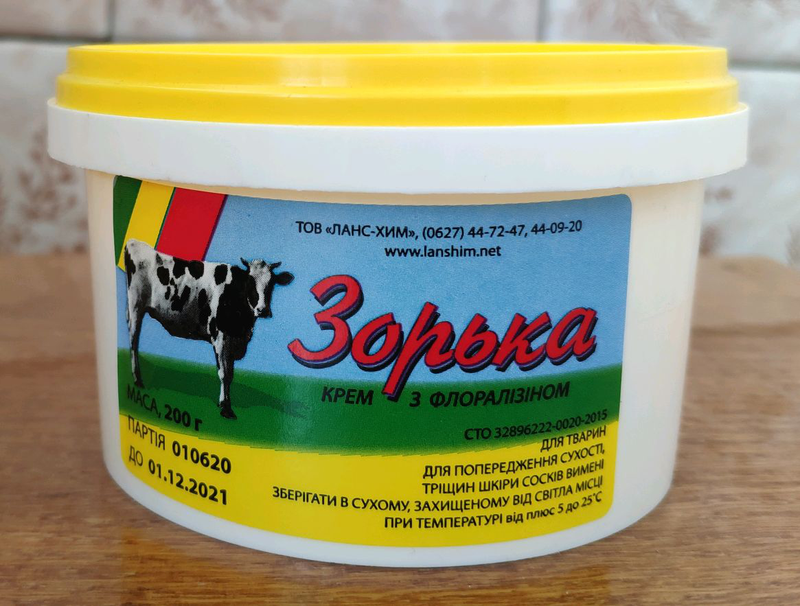 ТОВ «ЛАНС-ХИМ», (0627) 44-72-47, 44-09-20
www.lanshim.net
Зорька
КРЕМ З ФЛОРАЛІЗІНОМ
МАСА, 200 г
ПАРТІЯ 010620
ДО 01.12.2021
СТО 32896222-0020-2015
ДЛЯ ТВАРИН
ДЛЯ ПОПЕРЕДЖЕННЯ СУХОСТІ,
ТРІЩИН ШКІРИ СОСКІВ ВИМЕНІ
ЗБЕРІГАТИ В СУХОМУ, ЗАХИЩЕНОМУ ВІД СВІТЛА МІСЦІ
ПРИ ТЕМПЕРАТУРІ від плюс 5 до 25°С